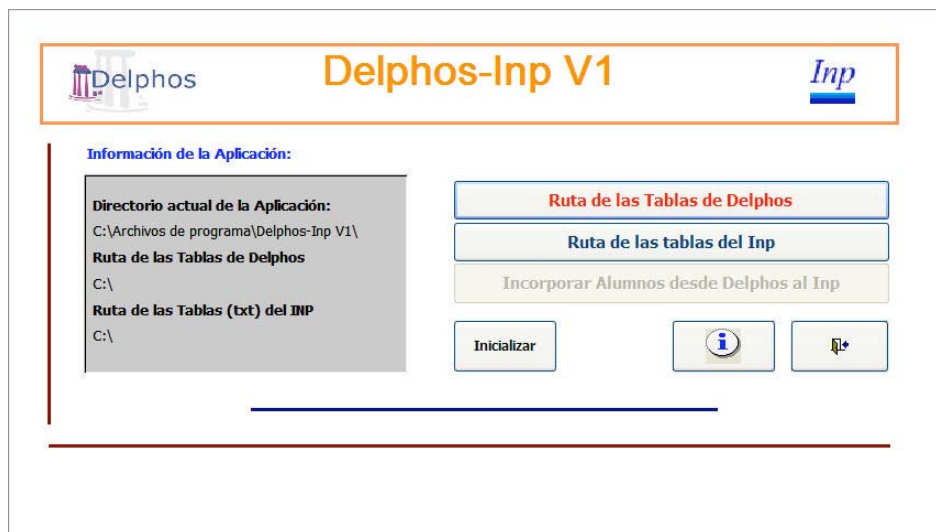 Delphos
Delphos-Inp V1
Inp
Información de la Aplicación:
Directorio actual de la Aplicación:
C:\Archivos de programa\Delphos-Inp V1\
Ruta de las Tablas de Delphos
C:\
Ruta de las Tablas (txt) del INP
C:\
Ruta de las Tablas de Delphos
Ruta de las tablas del Inp
Incorporar Alumnos desde Delphos al Inp
Inicializar
i